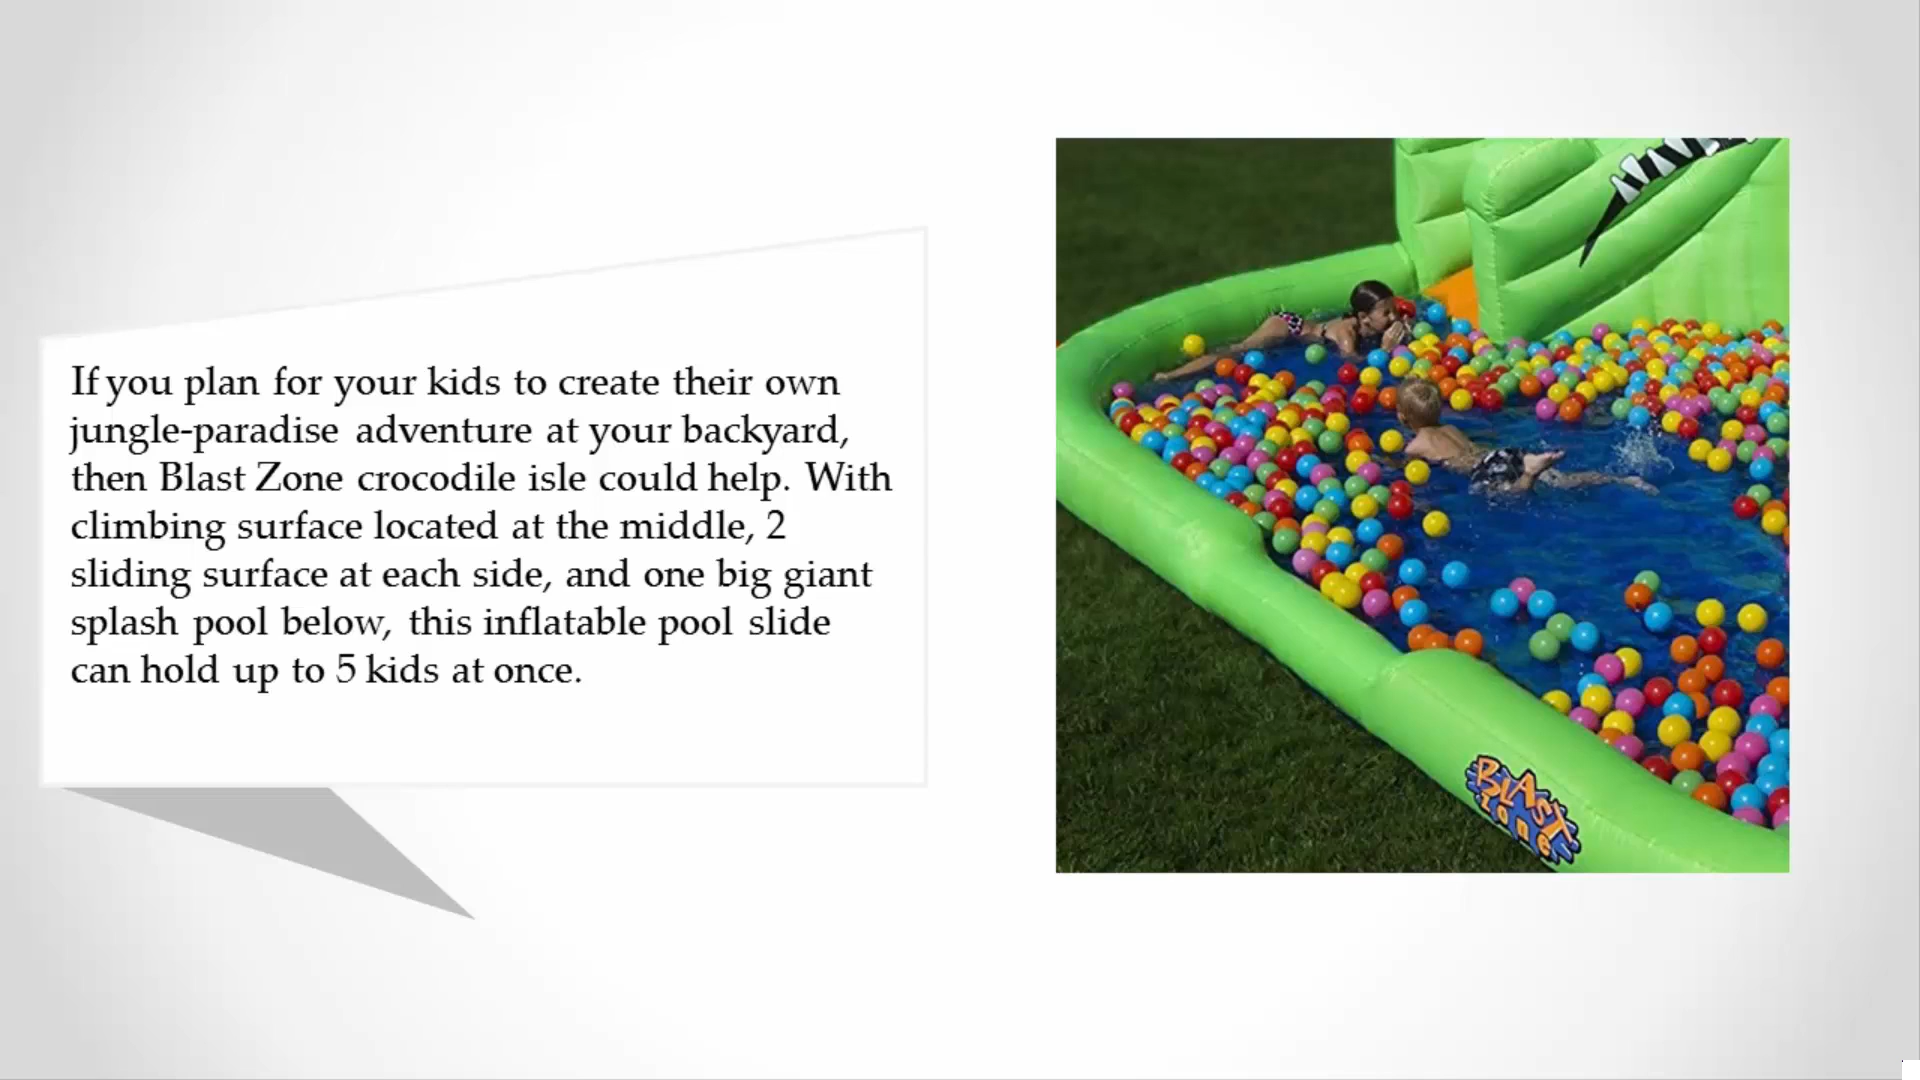 If you plan for your kids to create their own
jungle-paradise adventure at your backyard,
then Blast Zone crocodile isle could help. With
climbing surface located at the middle, 2
sliding surface at each side, and one big giant
splash pool below, this inflatable pool slide
can hold up to 5 kids at once.
BLAST
zone